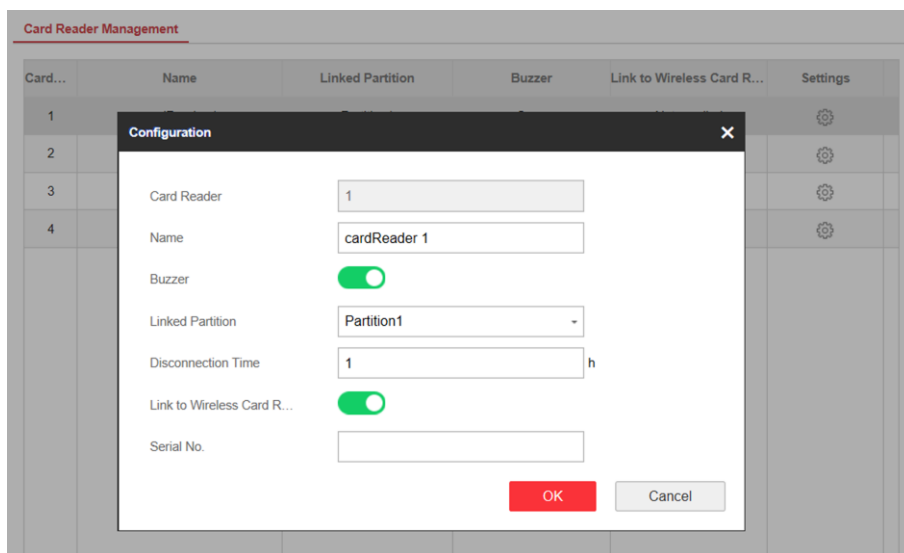 Card Reader Management
Card... Name Linked Partition Buzzer Link to Wireless Card R... Settings
1
Configuration
2
3
4
Card Reader 1
Name cardReader 1
Buzzer
Linked Partition Partition1
Disconnection Time 1 h
Link to Wireless Card R...
Serial No.
OK Cancel